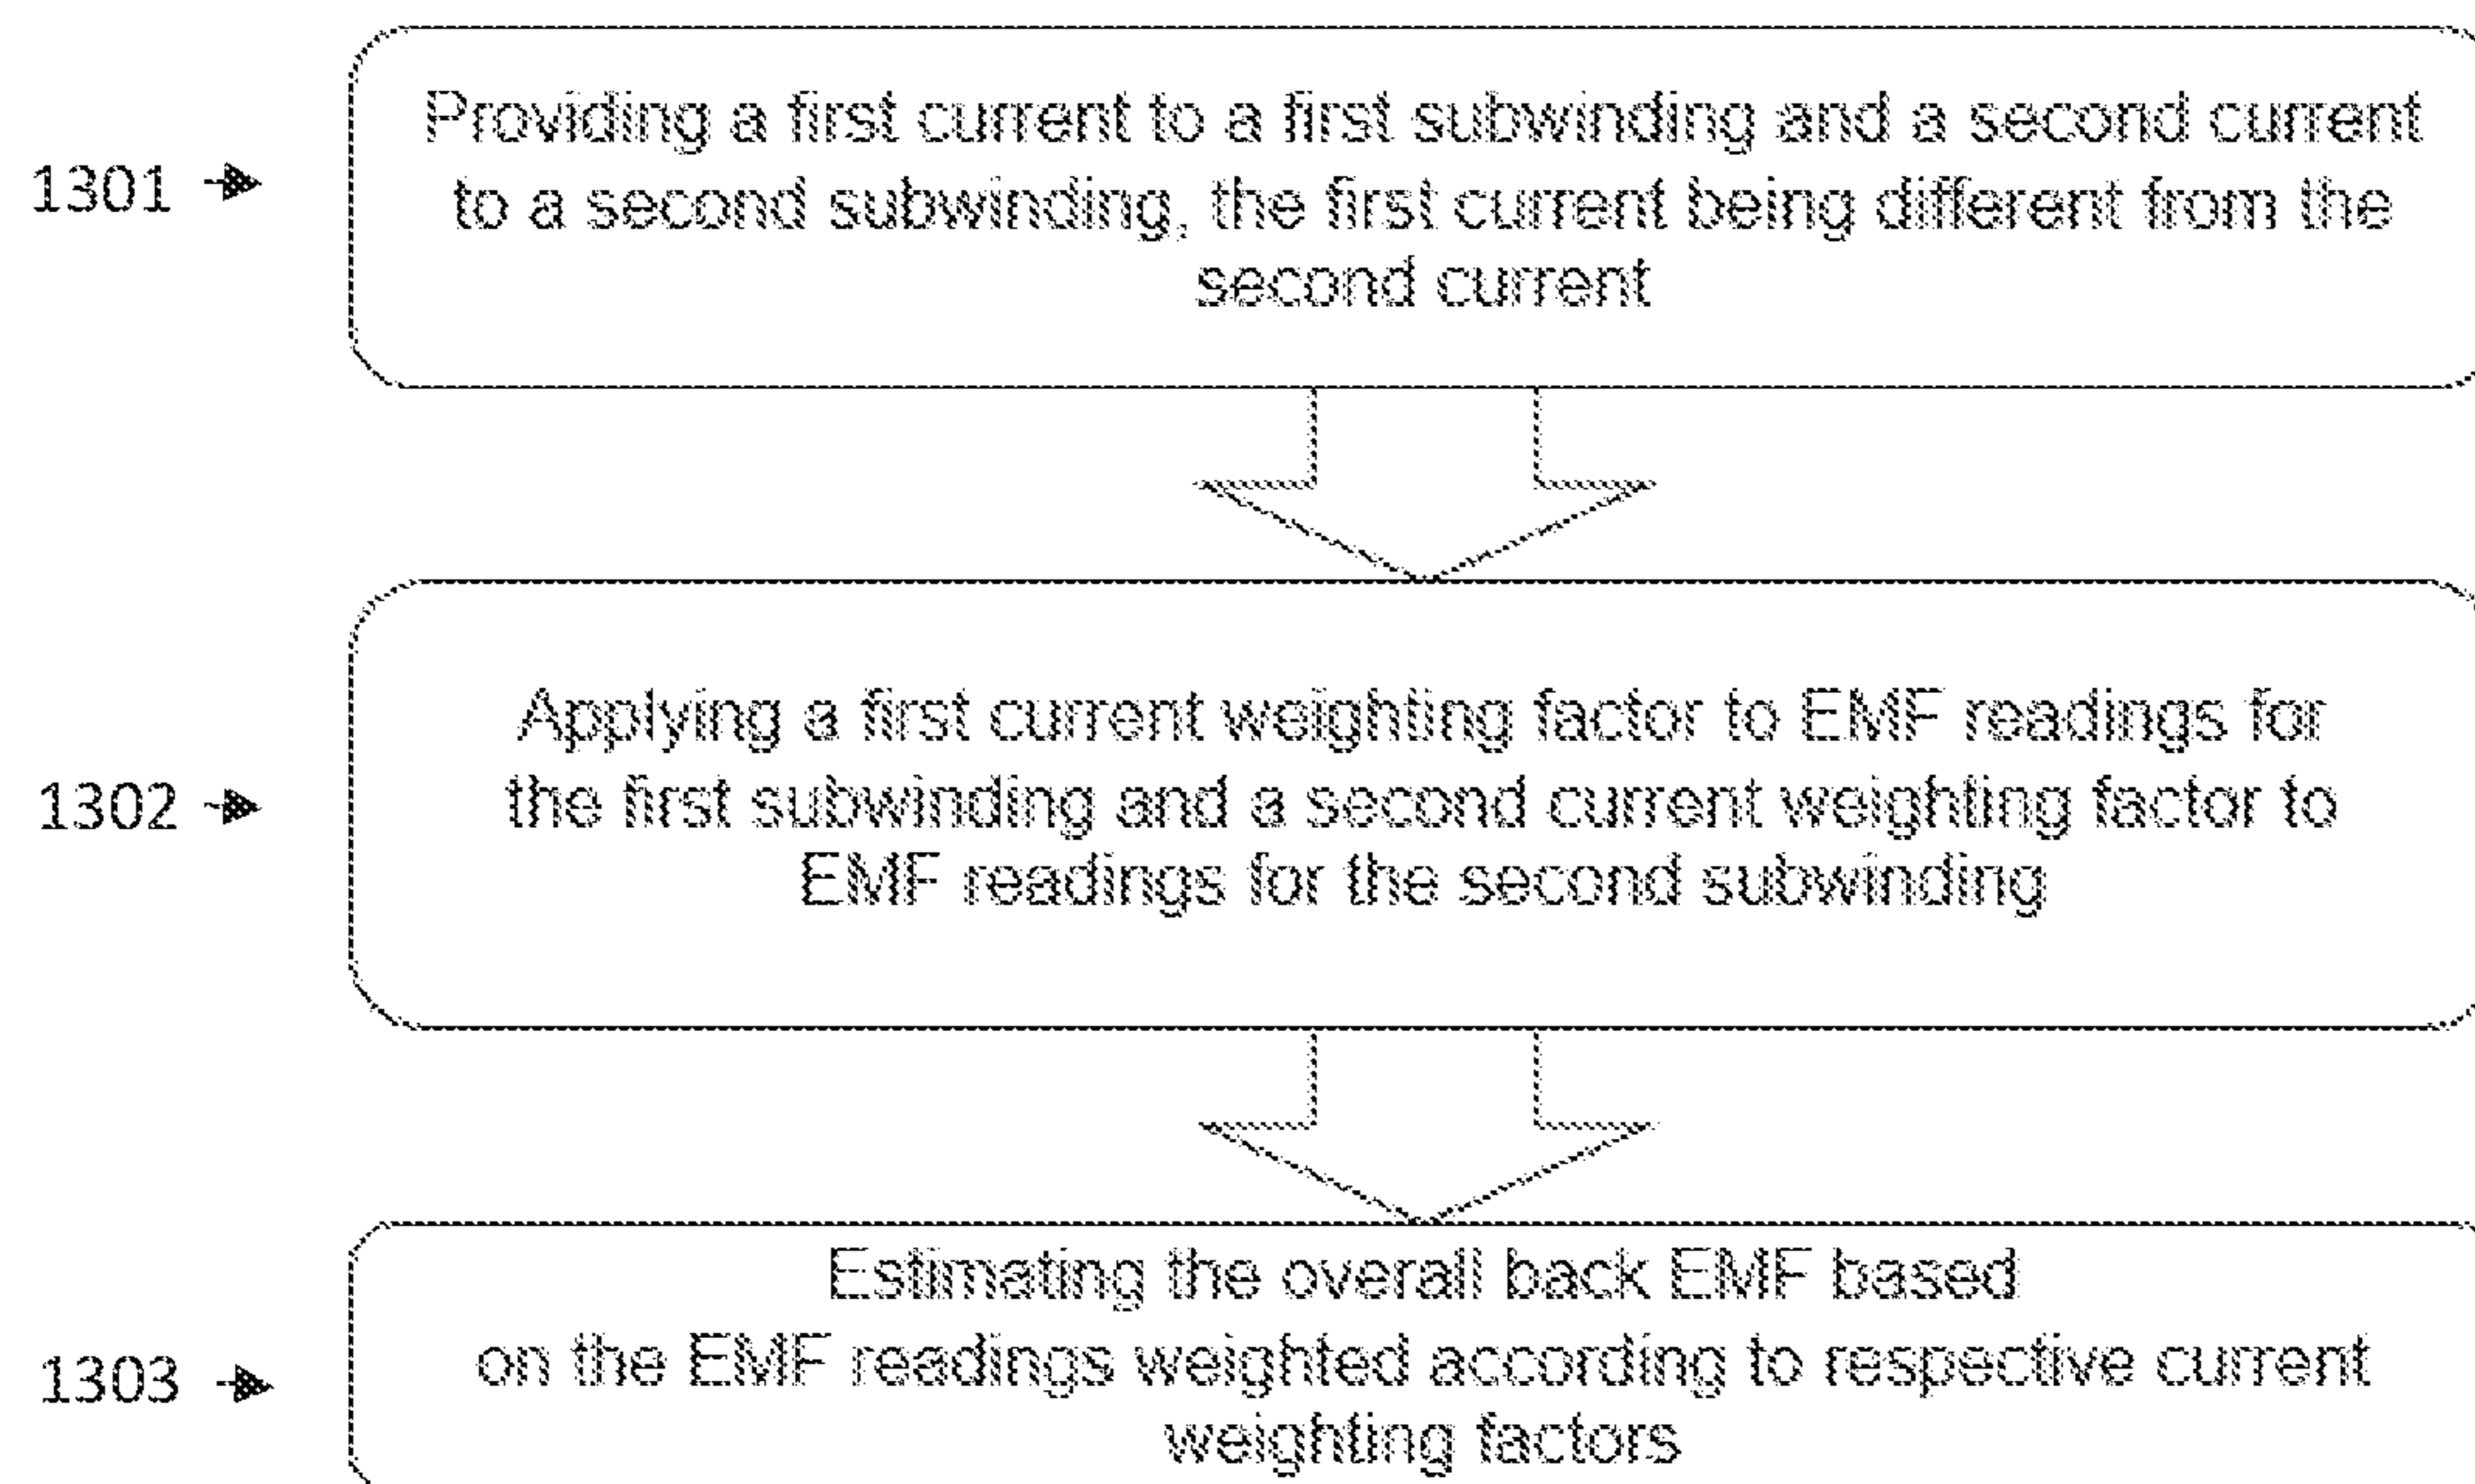 Providing a first current to a first subwinding and a second current
1301
to a second subwinding, the first current being different from the
second current
Applying a first current weighting factor to EMF readings for
1302
the first subwinding and a second current weighting factor to
EMF readings for the second subwinding
Estimating the overall back EMF based
1303
on the EMF readings weighted according to respective current
weighting factors